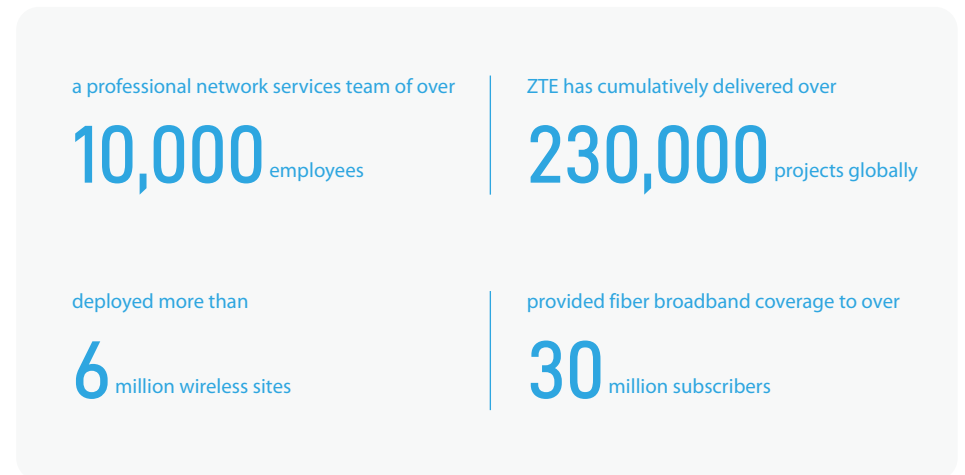 a professional network services team of over
10,000 employees
ZTE has cumulatively delivered over
230,000 projects globally
deployed more than
6 million wireless sites
provided fiber broadband coverage to over
30 million subscribers